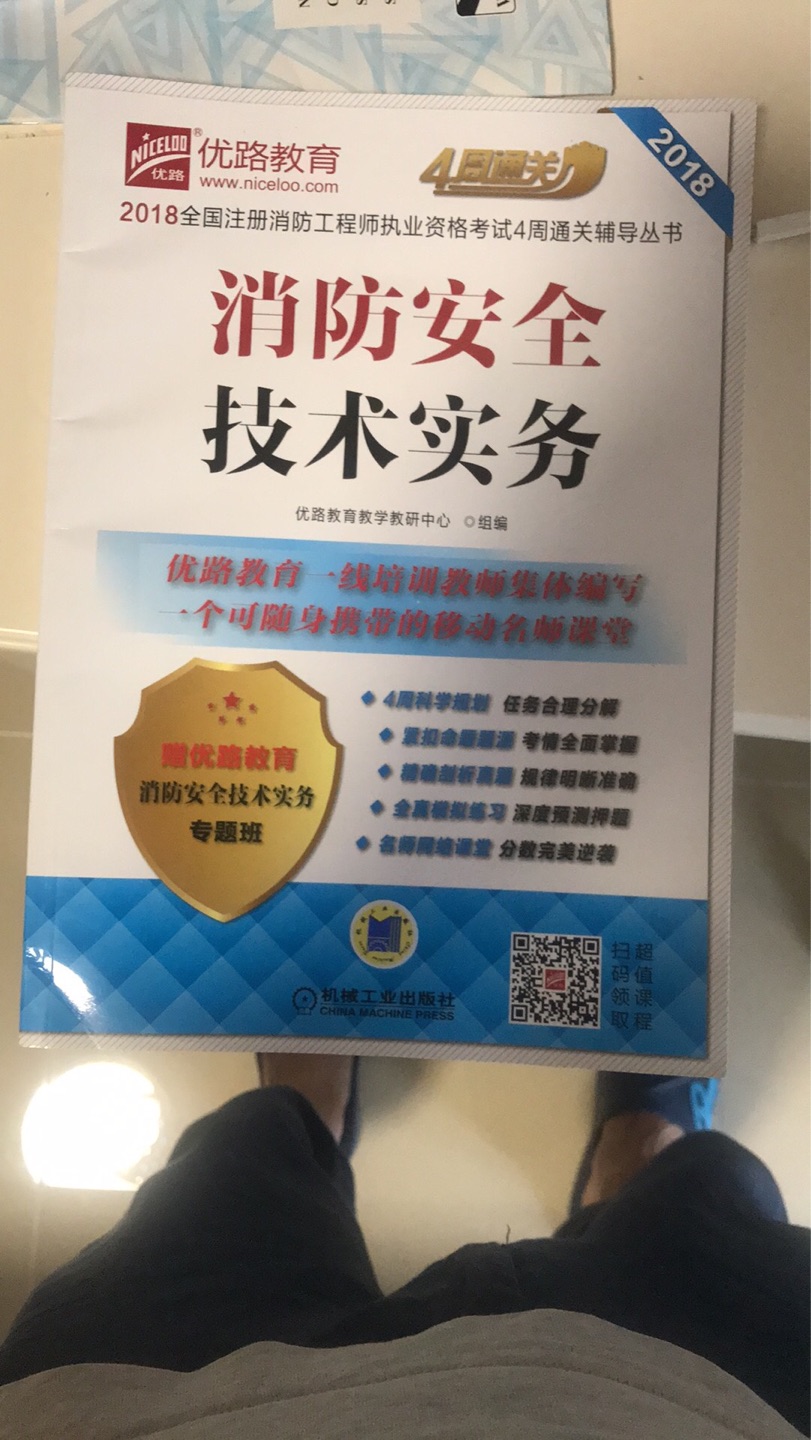 NICELOO
优路
®
优路教育
www.niceloo.com
4周通关
2018
2018全国注册消防工程师执业资格考试4周通关辅导丛书
消防安全
技术实务
优路教育教学教研中心 ◎组编
优路教育一线培训教师集体编写
一个可随身携带的移动名师课堂
赠优路教育
消防安全技术实务
专题班
◆ 4周科学规划 任务合理分解
◆ 紧扣命题题源 考情全面掌握
◆ 精确剖析真题 规律明晰准确
◆ 全真模拟练习 深度预测押题
◆ 名师网络课堂 分数完美逆袭
机械工业出版社
CHINA MACHINE PRESS
扫码领取
超值课程